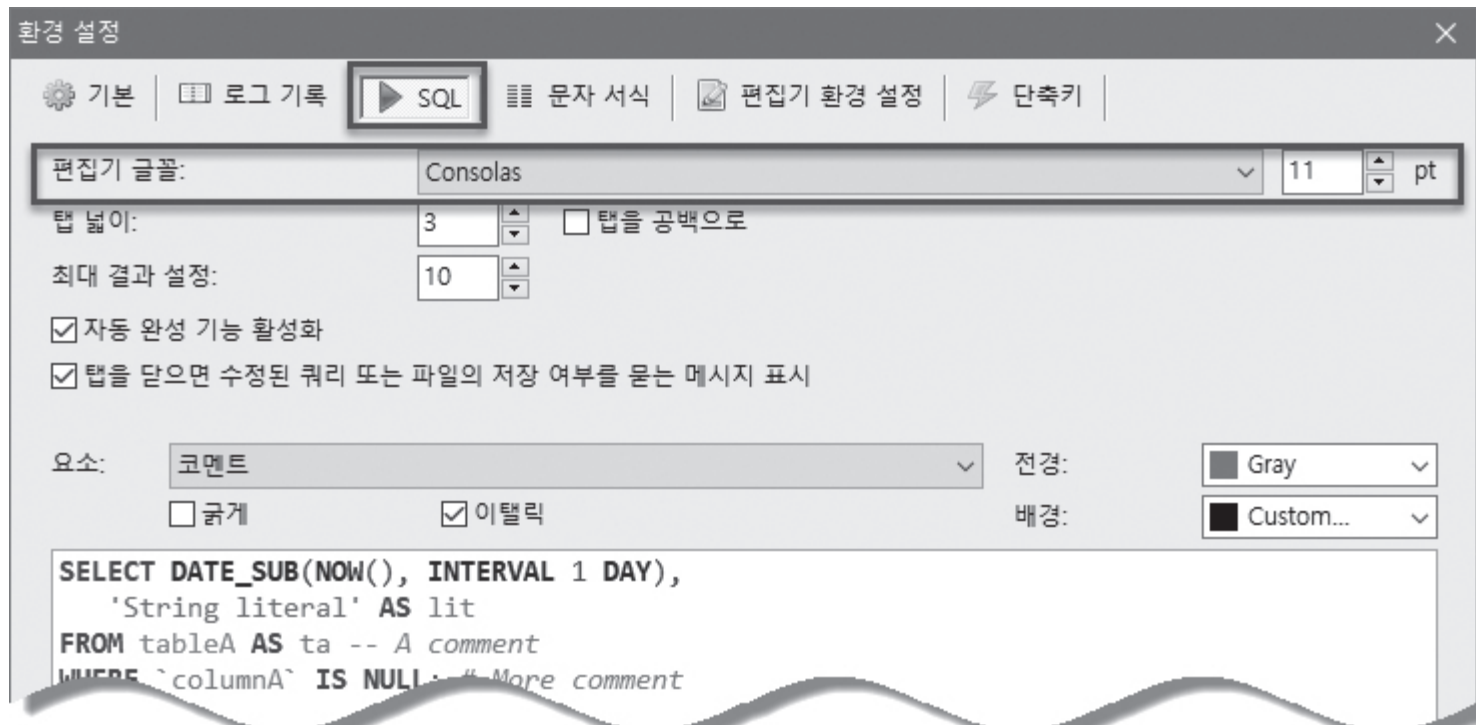 환경 설정
기본 로그 기록 SQL 문자 서식 편집기 환경 설정 단축키
편집기 글꼴: Consolas 11 pt
탭 넓이: 3 탭을 공백으로
최대 결과 설정: 10
자동 완성 기능 활성화
탭을 닫으면 수정된 쿼리 또는 파일의 저장 여부를 묻는 메시지 표시
요소: 코멘트 전경: Gray
굵게 이탤릭 배경: Custom...
SELECT DATE_SUB(NOW(), INTERVAL 1 DAY),
'String literal' AS lit
FROM tableA AS ta -- A comment
WHERE `columnA` IS NULL; # More comment